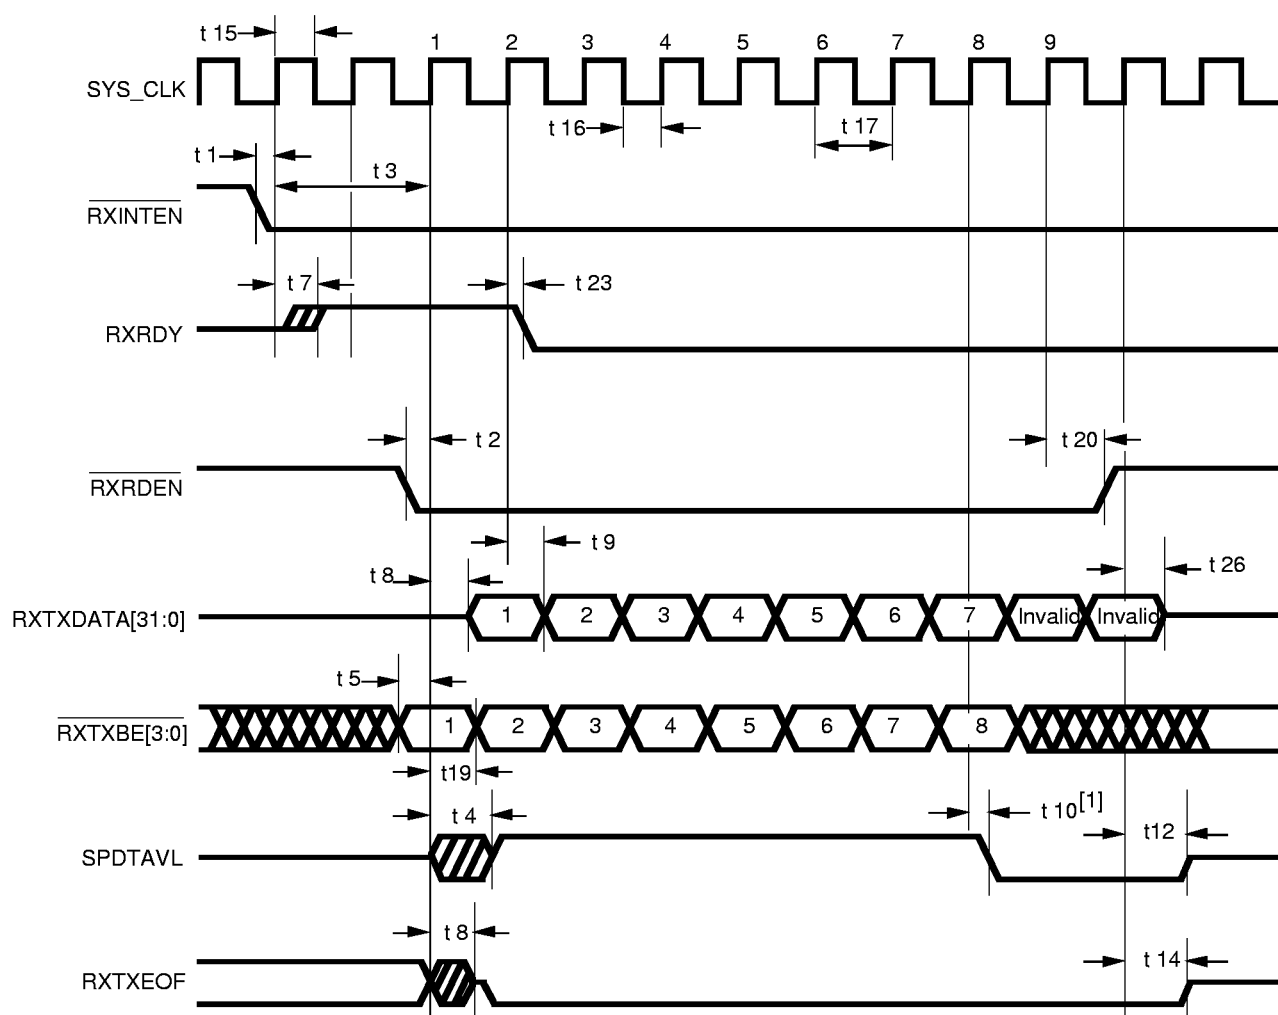 t 15
1 2 3 4 5 6 7 8 9
SYS_CLK
t 16
t 17
t 1
t 3
RXINTEN
t 7
t 23
RXRDY
t 2
t 20
RXRDEN
t 9
t 8
t 26
RXTXDATA[31:0]
1 2 3 4 5 6 7 Invalid Invalid
t 5
RXTXBE[3:0]
1 2 3 4 5 6 7 8
t19
t 4
t 10[1]
t12
SPDTAVL
t 8
t 14
RXTXEOF